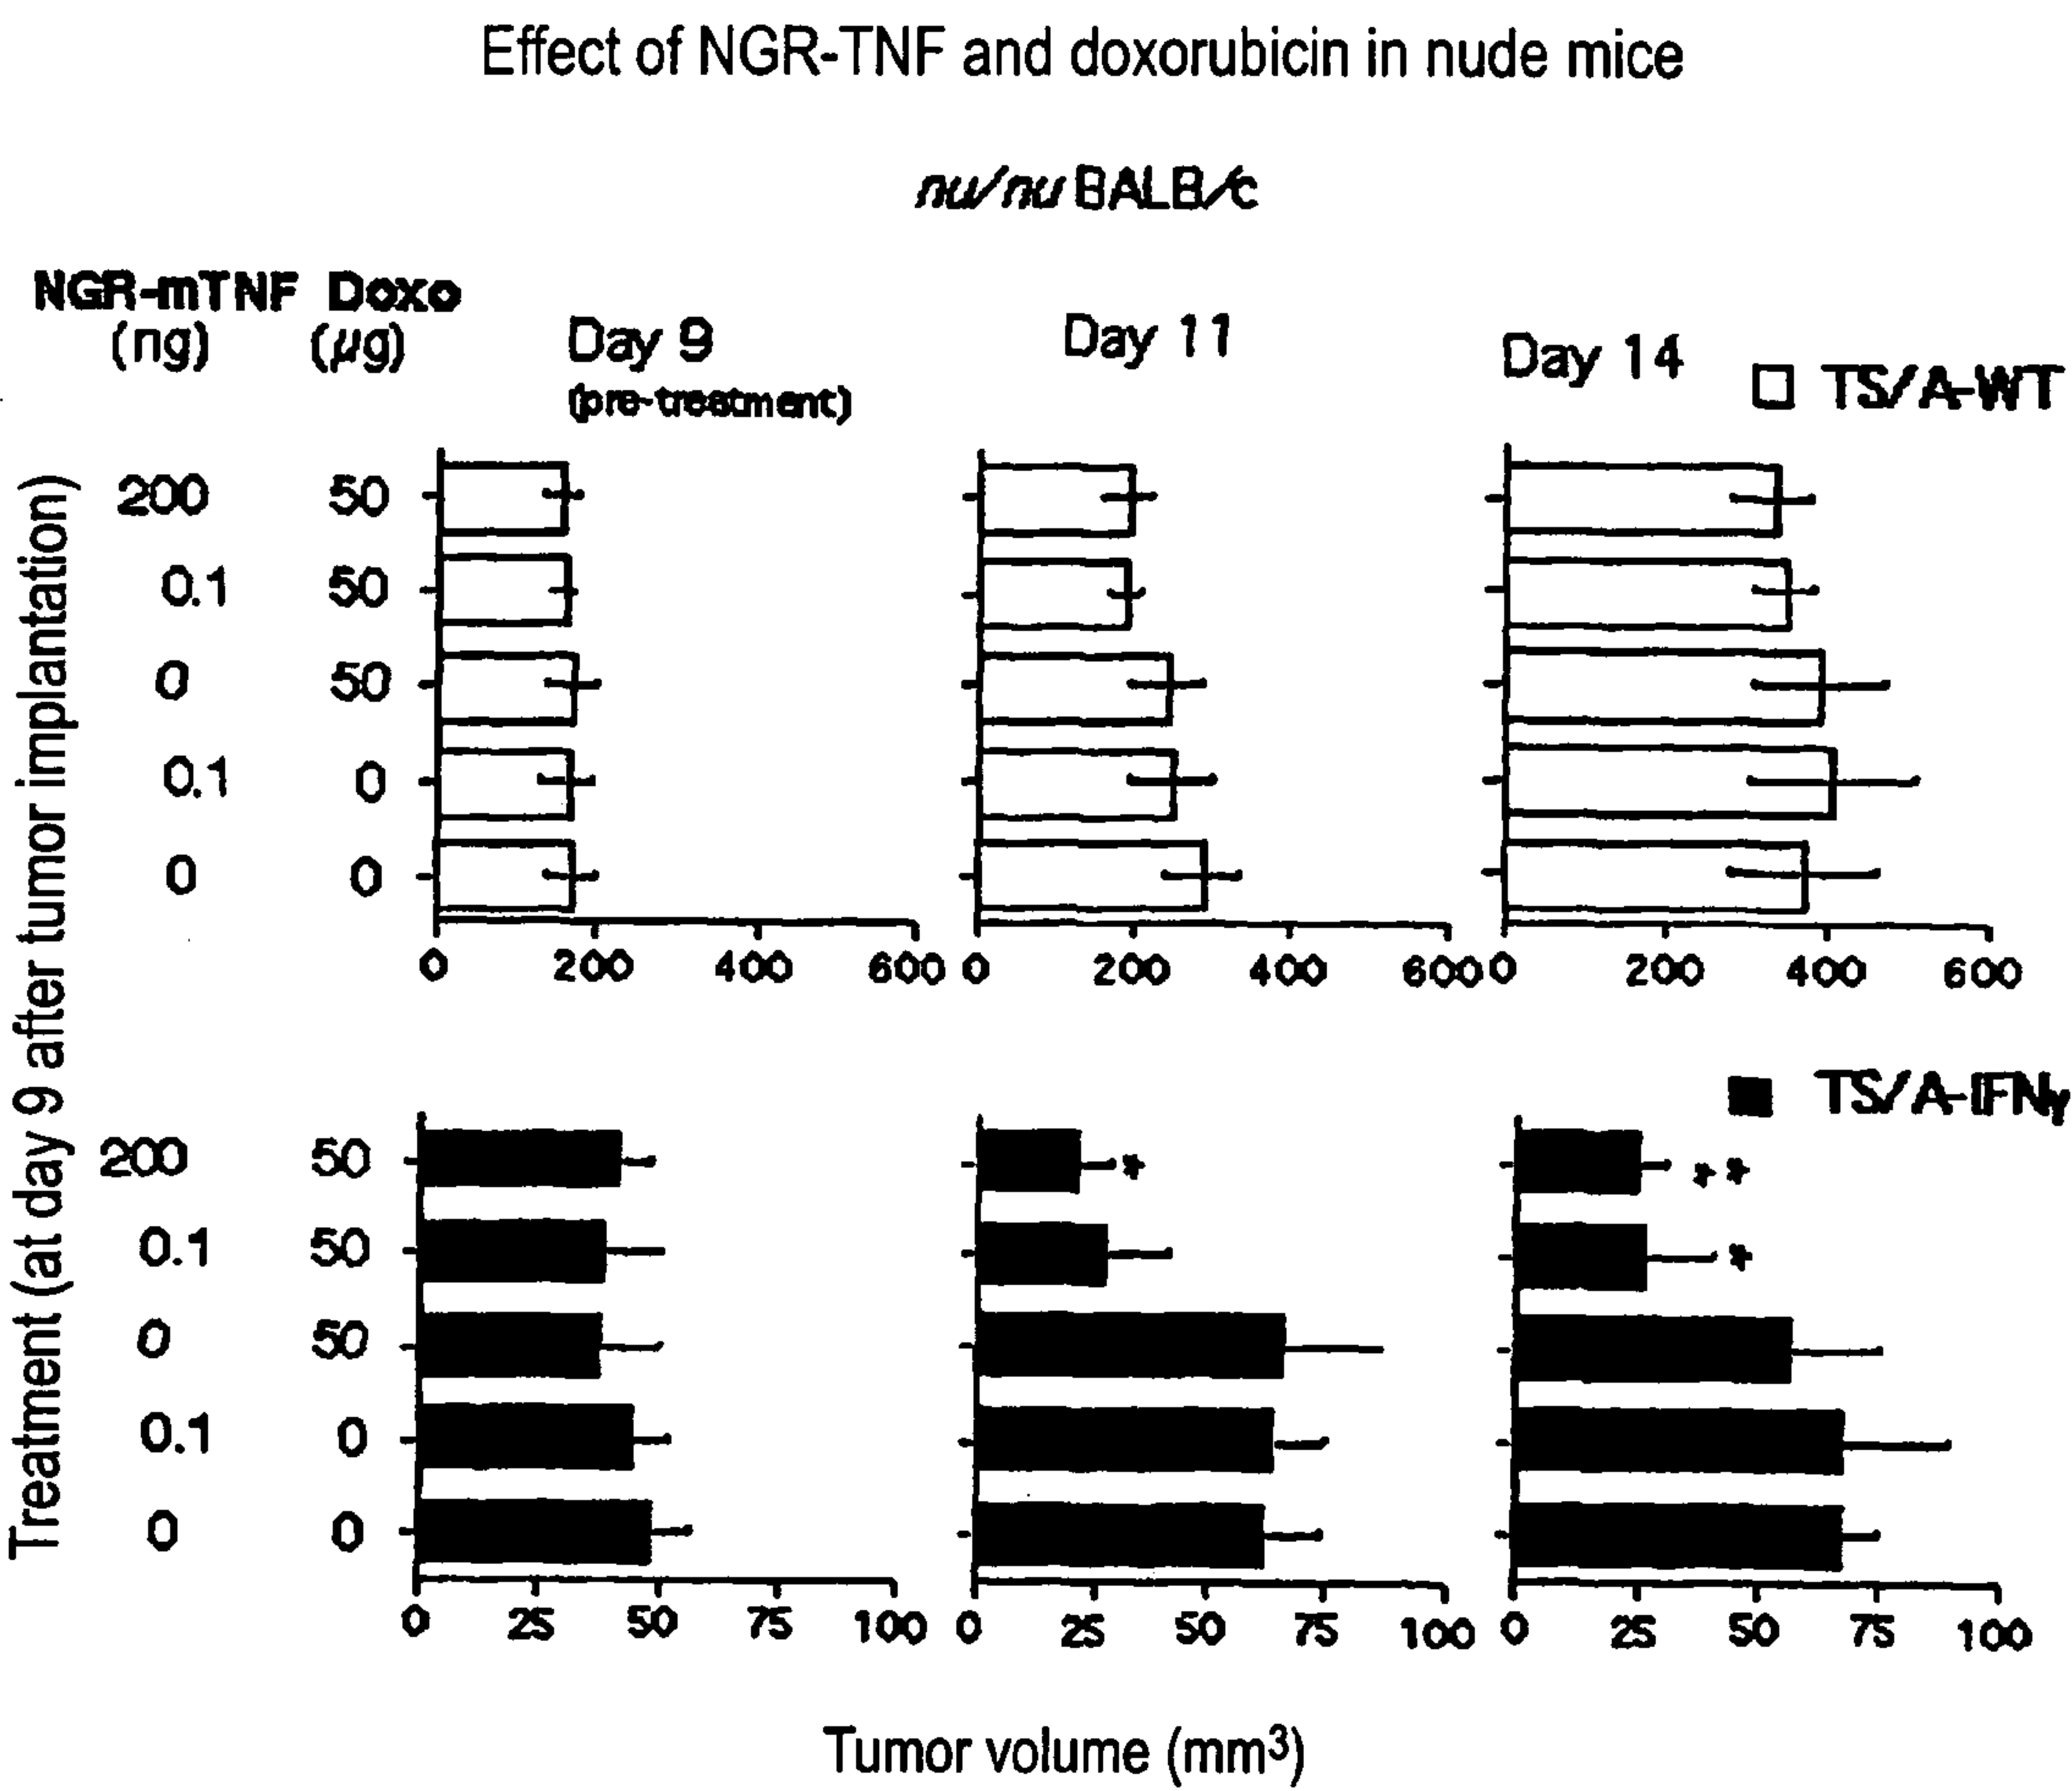 Effect of NGR-TNF and doxorubicin in nude mice
nu/nu BALB/c
NGR-mTNF Doxo
(ng) (μg)
Day 9
(pre-treatment)
Day 11
Day 14
TS/A-WT
Treatment (at day 9 after tumor implantation)
200 50
0.1 50
0 50
0.1 0
0 0
0 200 400 600 0 200 400 600 0 200 400 600
TS/A-IFNγ
200 50
*
* *
0.1 50
*
0 50
0.1 0
0 0
0 25 50 75 100 0 25 50 75 100 0 25 50 75 100
Tumor volume (mm³)